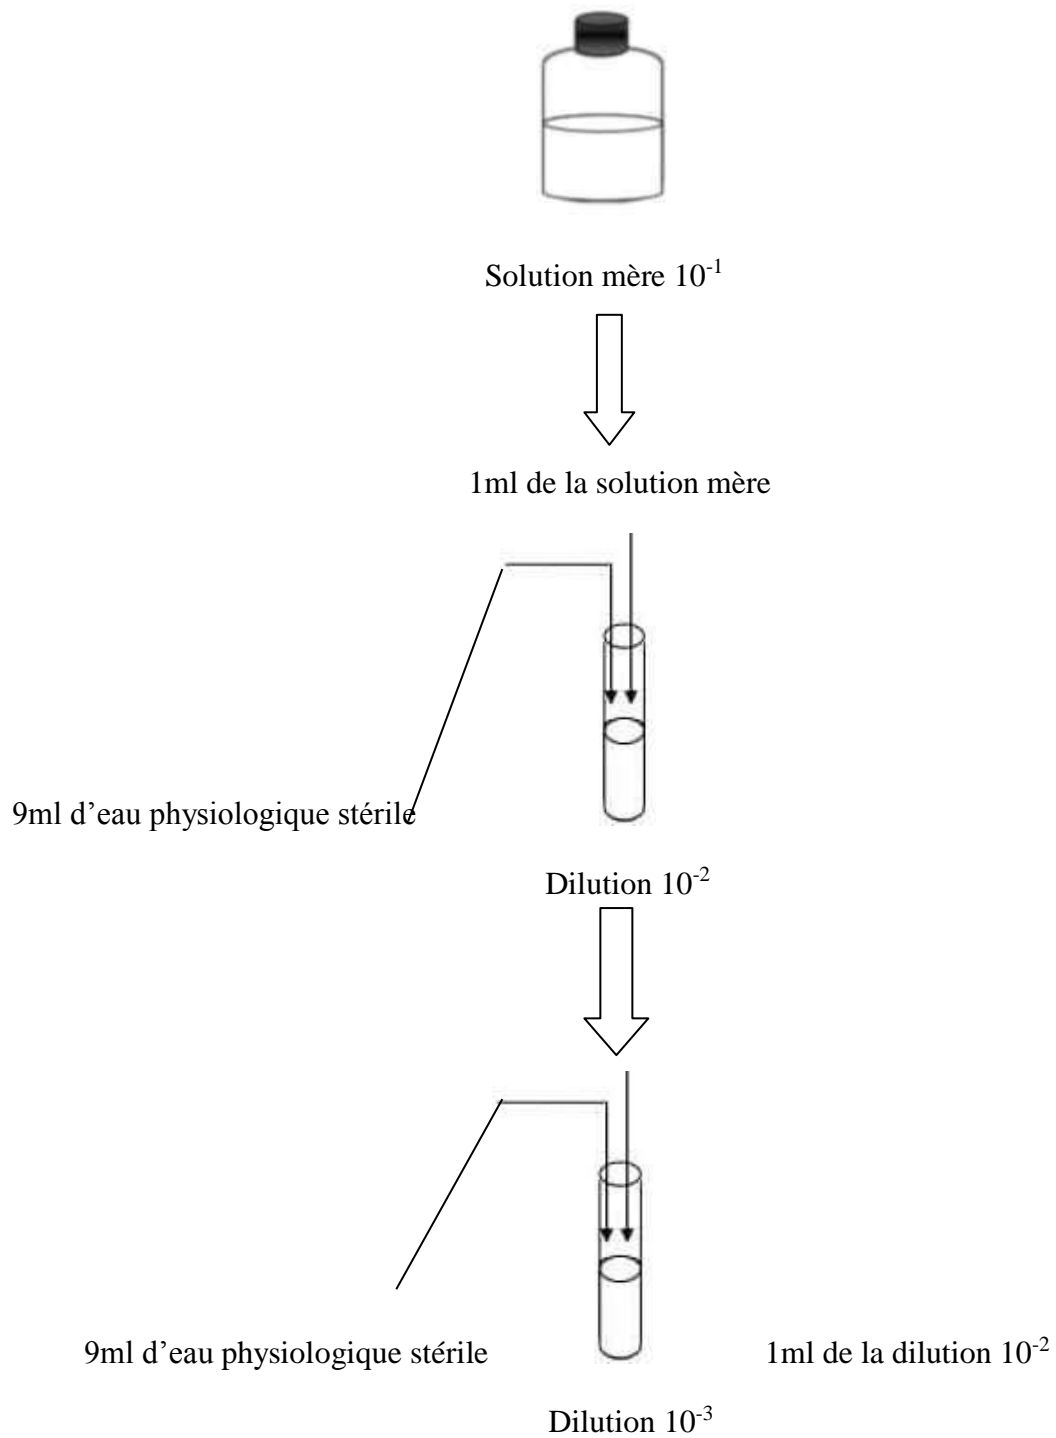 Solution mère 10⁻¹
1ml de la solution mère
9ml d’eau physiologique stérile
Dilution 10⁻²
9ml d’eau physiologique stérile 1ml de la dilution 10⁻²
Dilution 10⁻³